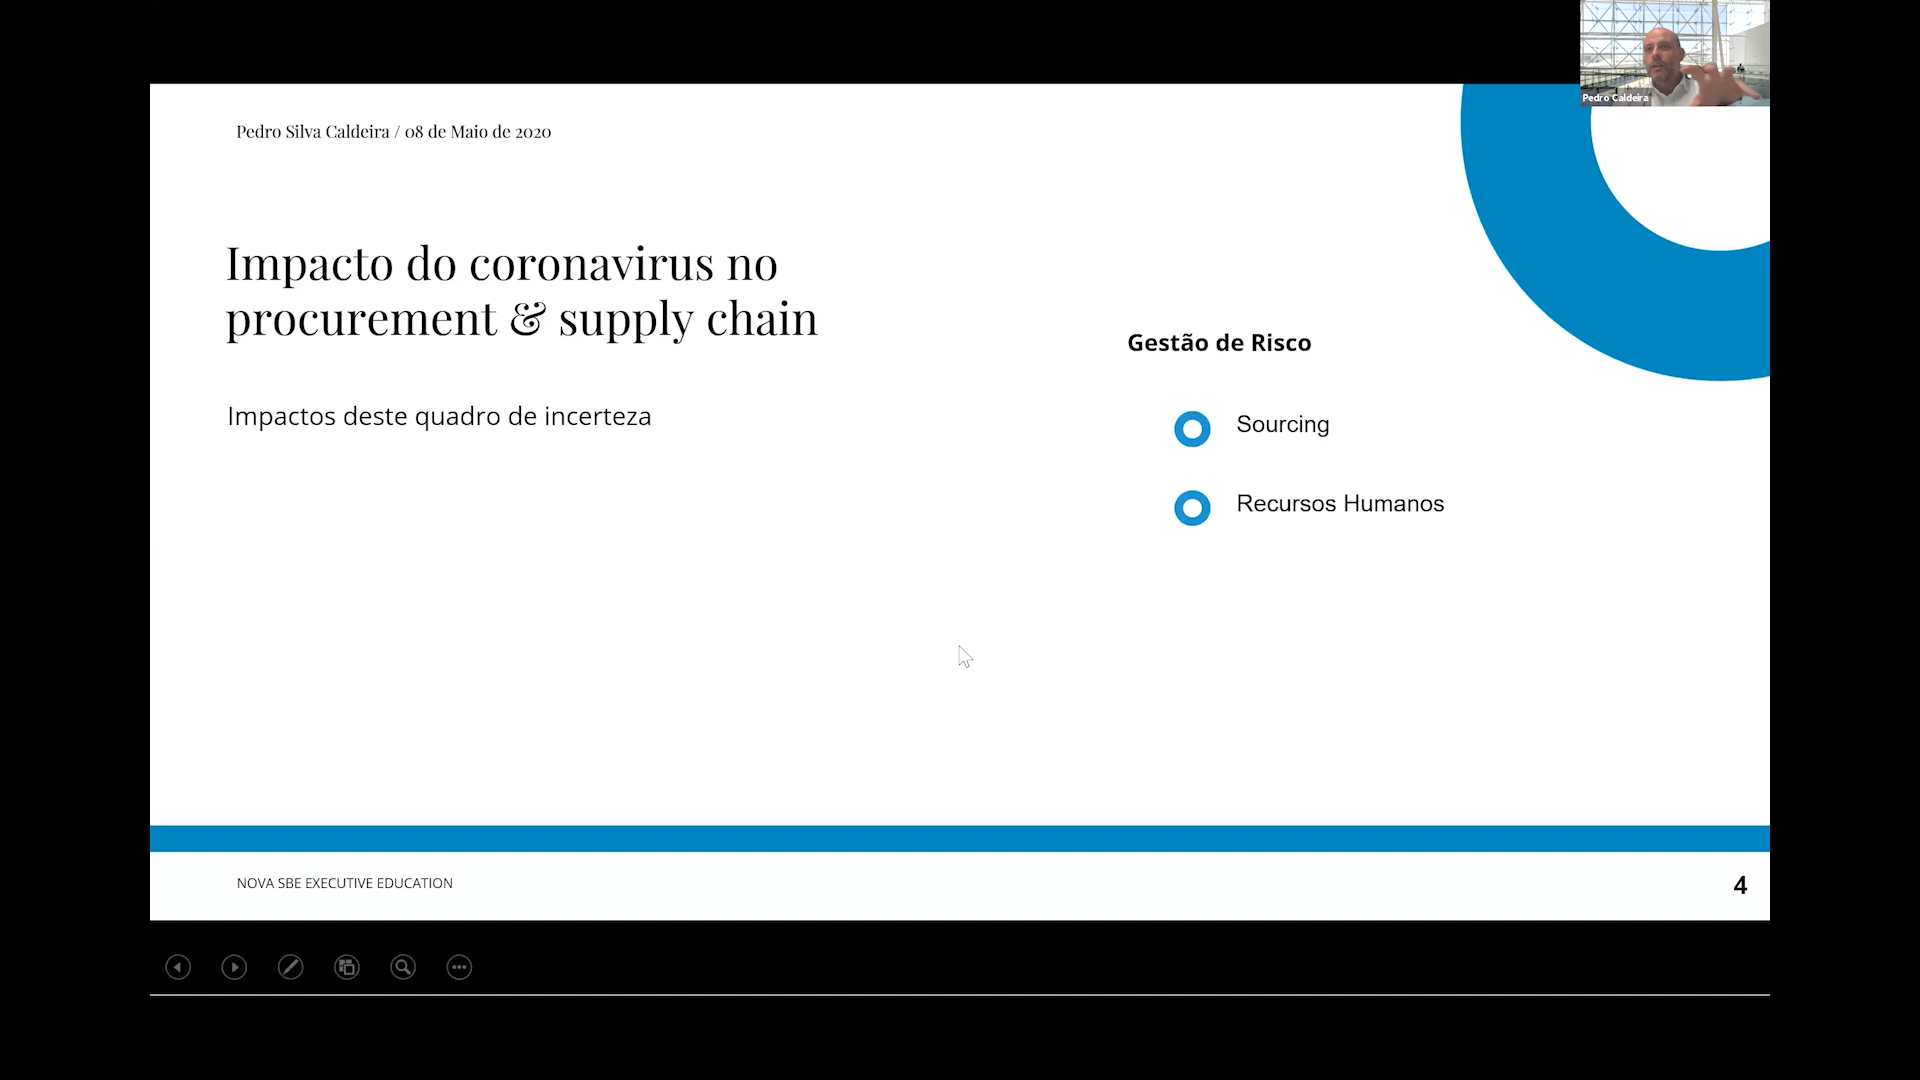 Pedro Caldeira
Pedro Silva Caldeira / 08 de Maio de 2020
Impacto do coronavirus no
procurement & supply chain
Impactos deste quadro de incerteza
Gestão de Risco
Sourcing
Recursos Humanos
NOVA SBE EXECUTIVE EDUCATION
4